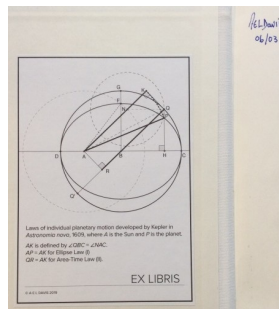 06/03
G
K
F
Q
N
P
D
A
B
H
C
R
Q'
Laws of individual planetary motion developed by Kepler in
Astronomia nova, 1609, where A is the Sun and P is the planet.
AK is defined by ∠QBC = ∠NAC.
AP = AK for Ellipse Law (I)
QR = AK for Area-Time Law (II).
EX LIBRIS